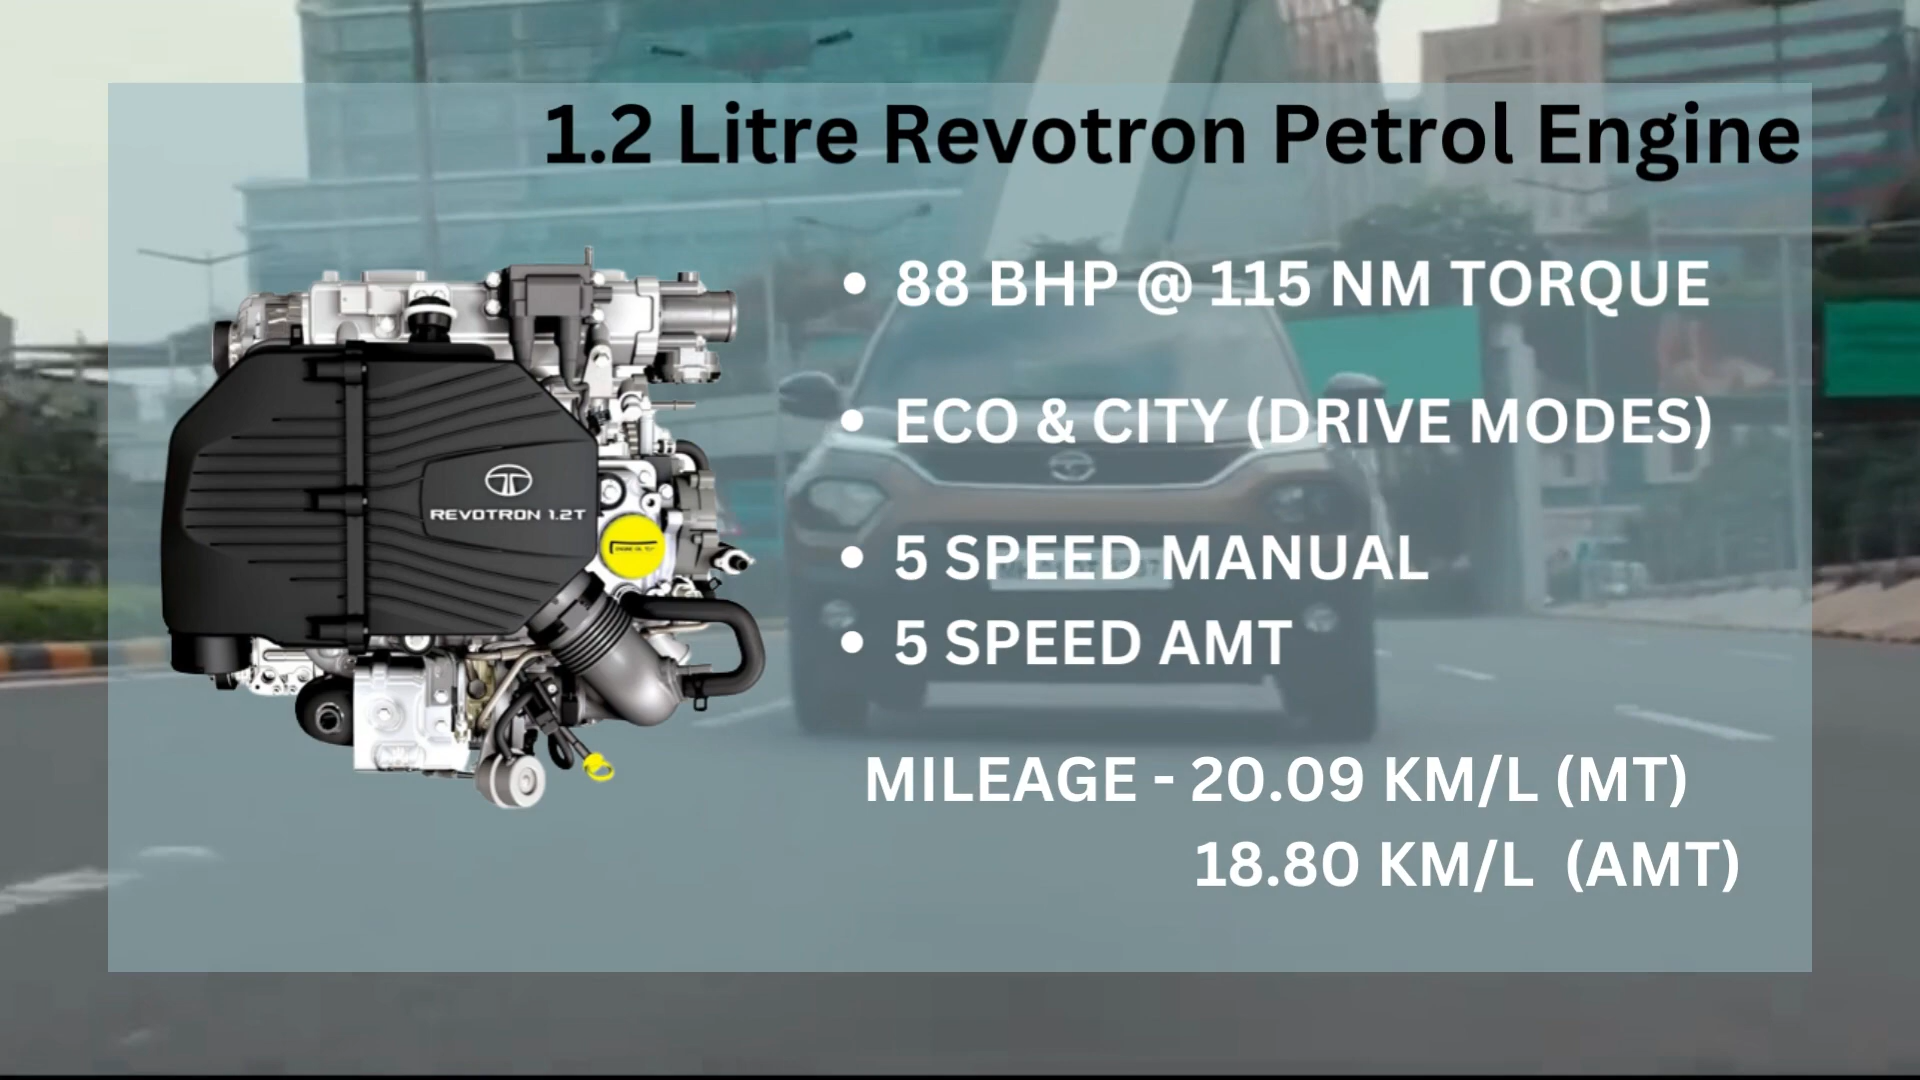 1.2 Litre Revotron Petrol Engine
• 88 BHP @ 115 NM TORQUE
• ECO & CITY (DRIVE MODES)
REVOTRON 1.2T
• 5 SPEED MANUAL
• 5 SPEED AMT
MILEAGE - 20.09 KM/L (MT)
18.80 KM/L (AMT)